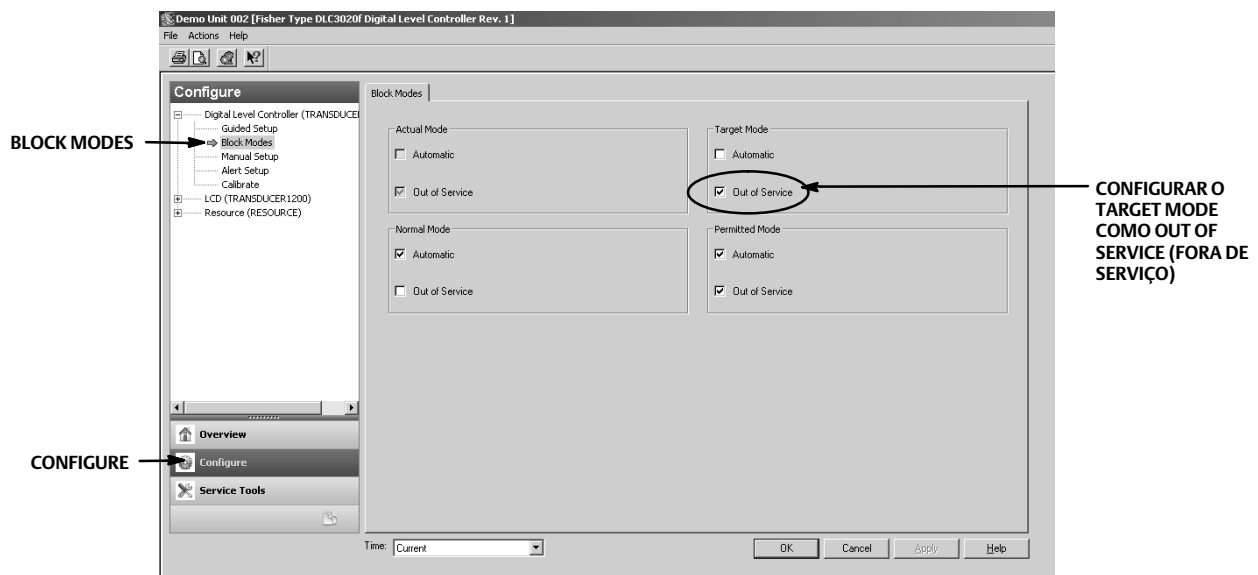 Demo Unit 002 [Fisher Type DLC3020f Digital Level Controller Rev. 1]
File Actions Help
Configure
Digital Level Controller (TRANSDUCE
Guided Setup
Block Modes
Manual Setup
Alert Setup
Calibrate
LCD (TRANSDUCER1200)
Resource (RESOURCE)
Overview
Configure
Service Tools
Block Modes
Actual Mode
Automatic
Out of Service
Target Mode
Automatic
Out of Service
Normal Mode
Automatic
Out of Service
Permitted Mode
Automatic
Out of Service
Time: Current
OK Cancel Apply Help
BLOCK MODES
CONFIGURE
CONFIGURAR O
TARGET MODE
COMO OUT OF
SERVICE (FORA DE
SERVIÇO)